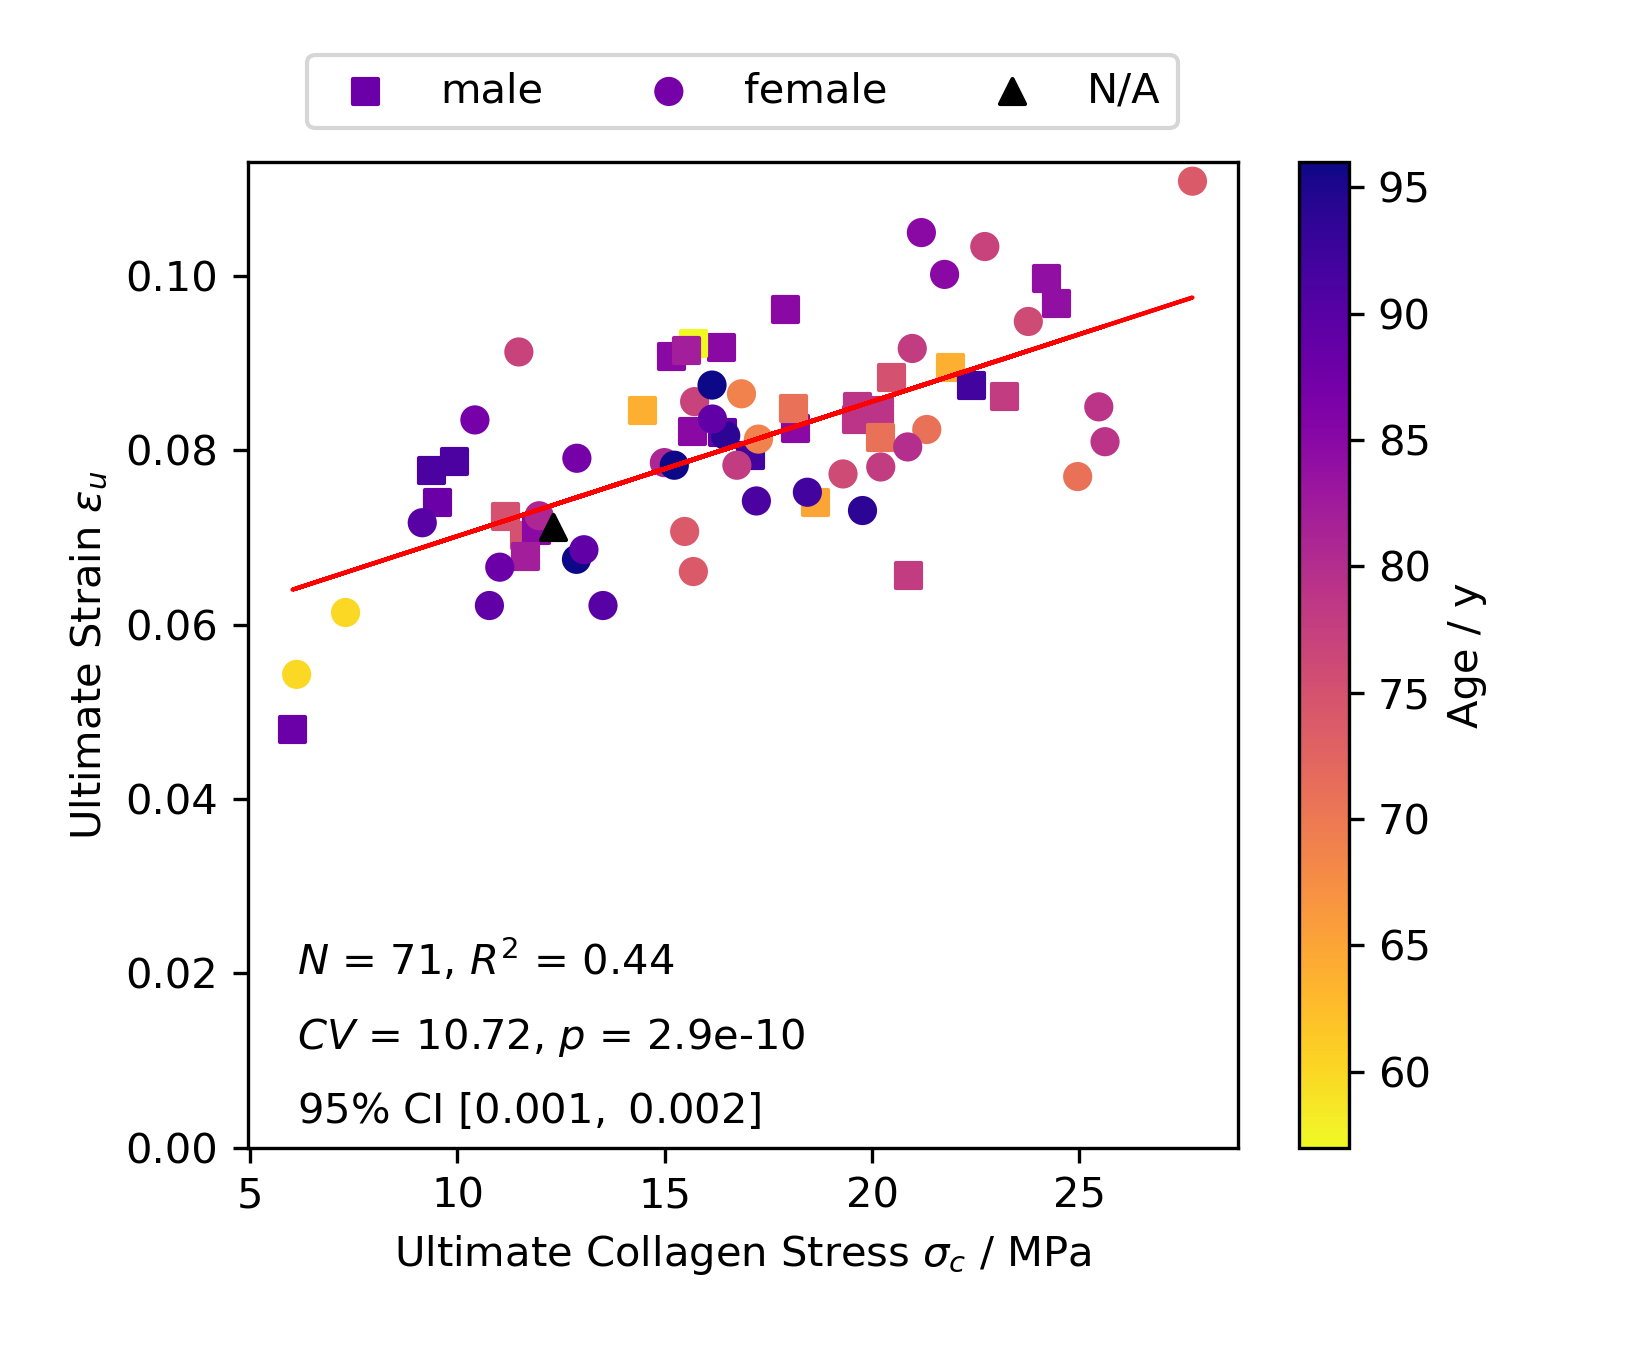 male female N/A
0.10
0.08
0.06
0.04
0.02
0.00
Ultimate Strain εu
N = 71, R² = 0.44
CV = 10.72, p = 2.9e-10
95% CI [0.001, 0.002]
5 10 15 20 25
Ultimate Collagen Stress σc / MPa
95
90
85
80
75
70
65
60
Age / y